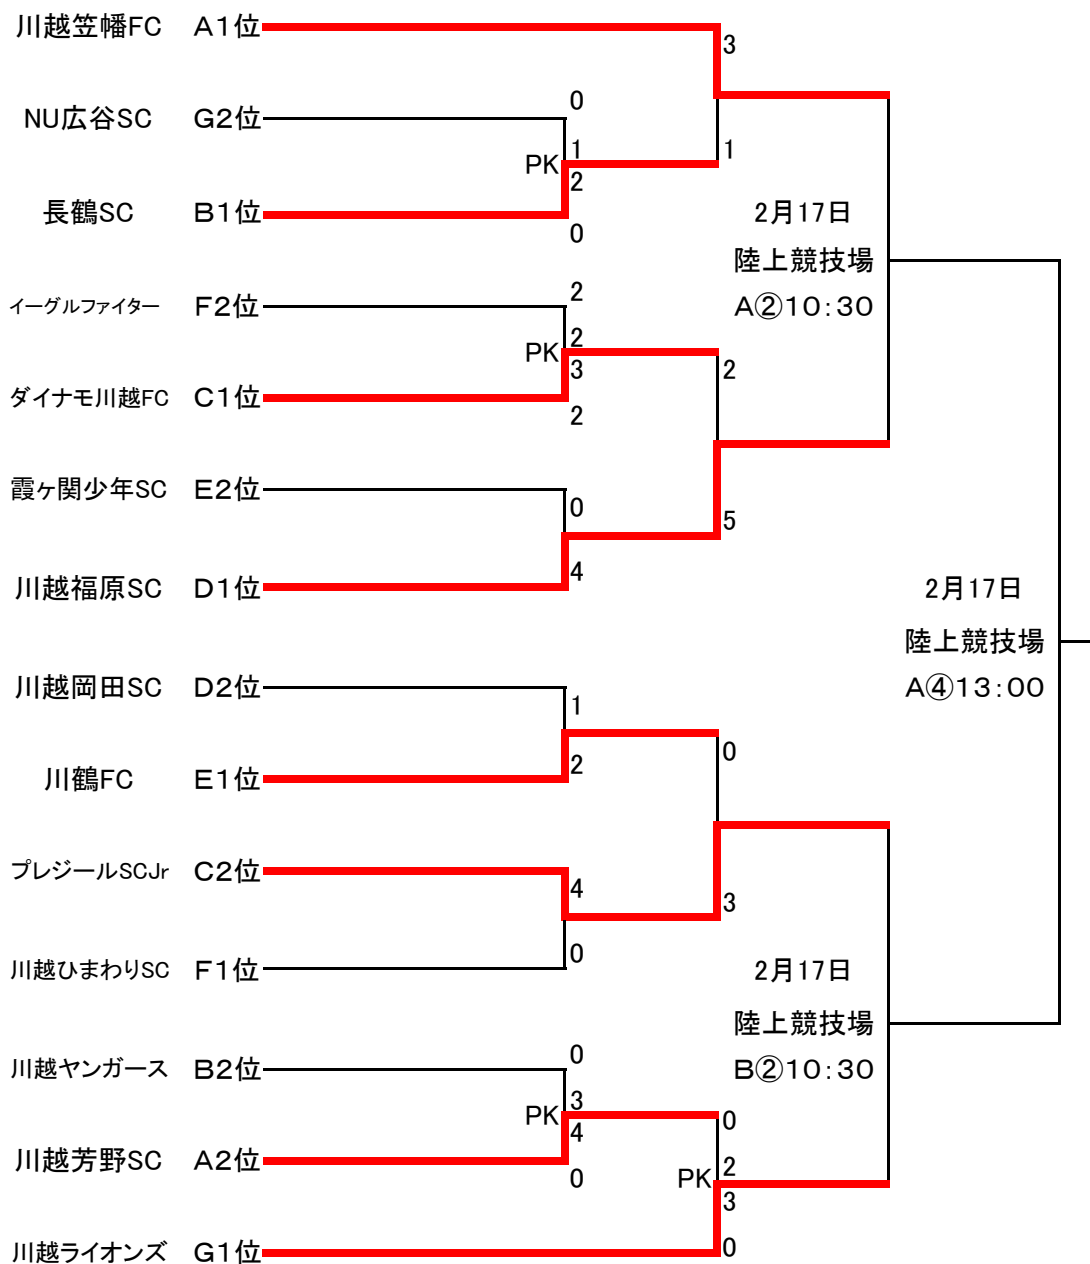 川越笠幡FC A1位
3
NU広谷SC G2位
0
PK 1
2
1
長鶴SC B1位
0
2月17日
陸上競技場
A②10:30
イーグルファイター F2位
2
PK 2
3
2
ダイナモ川越FC C1位
2
霞ヶ関少年SC E2位
0
5
川越福原SC D1位
4
2月17日
陸上競技場
A④13:00
川越岡田SC D2位
1
0
川鶴FC E1位
2
プレジールSCJr C2位
4
3
川越ひまわりSC F1位
0
2月17日
陸上競技場
B②10:30
川越ヤンガース B2位
0
PK 3
4
0
川越芳野SC A2位
0
PK 2
3
川越ライオンズ G1位
0